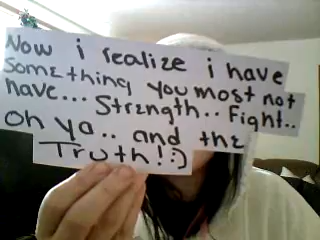 Now i realize i have
something you most not
have... Strength.. Fight..
oh ya.. and the
Truth! :)